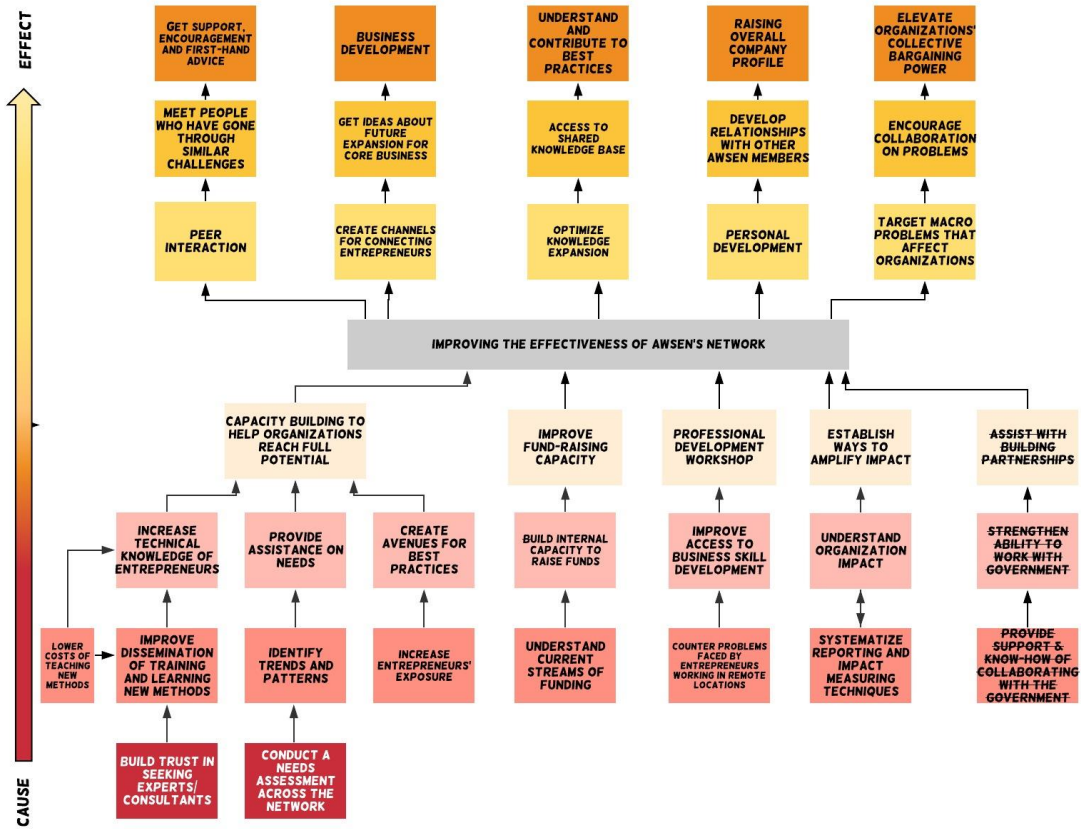 EFFECT
GET SUPPORT,
ENCOURAGEMENT
AND FIRST-HAND
ADVICE
BUSINESS
DEVELOPMENT
UNDERSTAND
AND
CONTRIBUTE TO
BEST
PRACTICES
RAISING
OVERALL
COMPANY
PROFILE
ELEVATE
ORGANIZATIONS'
COLLECTIVE
BARGAINING
POWER
MEET PEOPLE
WHO HAVE GONE
THROUGH
SIMILAR
CHALLENGES
GET IDEAS ABOUT
FUTURE
EXPANSION FOR
CORE BUSINESS
ACCESS TO
SHARED
KNOWLEDGE BASE
DEVELOP
RELATIONSHIPS
WITH OTHER
AWSEN MEMBERS
ENCOURAGE
COLLABORATION
ON PROBLEMS
PEER
INTERACTION
CREATE CHANNELS
FOR CONNECTING
ENTREPRENEURS
OPTIMIZE
KNOWLEDGE
EXPANSION
PERSONAL
DEVELOPMENT
TARGET MACRO
PROBLEMS THAT
AFFECT
ORGANIZATIONS
IMPROVING THE EFFECTIVENESS OF AWSEN'S NETWORK
CAPACITY BUILDING TO
HELP ORGANIZATIONS
REACH FULL
POTENTIAL
IMPROVE
FUND-RAISING
CAPACITY
PROFESSIONAL
DEVELOPMENT
WORKSHOP
ESTABLISH
WAYS TO
AMPLIFY IMPACT
ASSIST WITH
BUILDING
PARTNERSHIPS
INCREASE
TECHNICAL
KNOWLEDGE OF
ENTREPRENEURS
PROVIDE
ASSISTANCE ON
NEEDS
CREATE
AVENUES FOR
BEST
PRACTICES
BUILD INTERNAL
CAPACITY TO
RAISE FUNDS
IMPROVE
ACCESS TO
BUSINESS SKILL
DEVELOPMENT
UNDERSTAND
ORGANIZATION
IMPACT
STRENGTHEN
ABILITY TO
WORK WITH
GOVERNMENT
LOWER
COSTS OF
TEACHING
NEW
METHODS
IMPROVE
DISSEMINATION
OF TRAINING
AND LEARNING
NEW METHODS
IDENTIFY
TRENDS AND
PATTERNS
INCREASE
ENTREPRENEURS'
EXPOSURE
UNDERSTAND
CURRENT
STREAMS OF
FUNDING
COUNTER PROBLEMS
FACED BY
ENTREPRENEURS
WORKING IN REMOTE
LOCATIONS
SYSTEMATIZE
REPORTING AND
IMPACT
MEASURING
TECHNIQUES
PROVIDE
SUPPORT &
KNOW-HOW OF
COLLABORATING
WITH THE
GOVERNMENT
BUILD TRUST IN
SEEKING
EXPERTS/
CONSULTANTS
CONDUCT A
NEEDS
ASSESSMENT
ACROSS THE
NETWORK
CAUSE